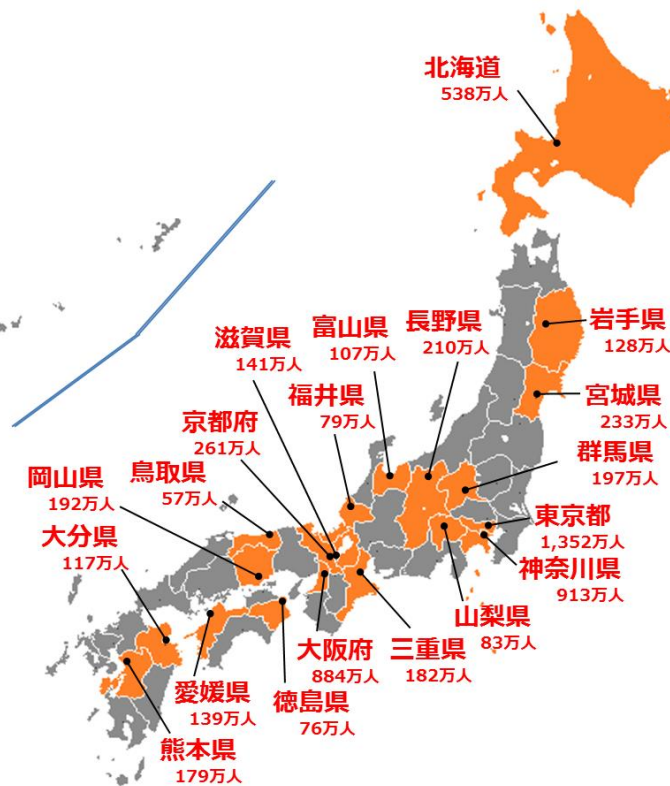 北海道
538万人
岩手県
128万人
宮城県
233万人
群馬県
197万人
東京都
1,352万人
神奈川県
913万人
山梨県
83万人
長野県
210万人
富山県
107万人
福井県
79万人
滋賀県
141万人
京都府
261万人
鳥取県
57万人
岡山県
192万人
大分県
117万人
三重県
182万人
大阪府
884万人
徳島県
76万人
愛媛県
139万人
熊本県
179万人